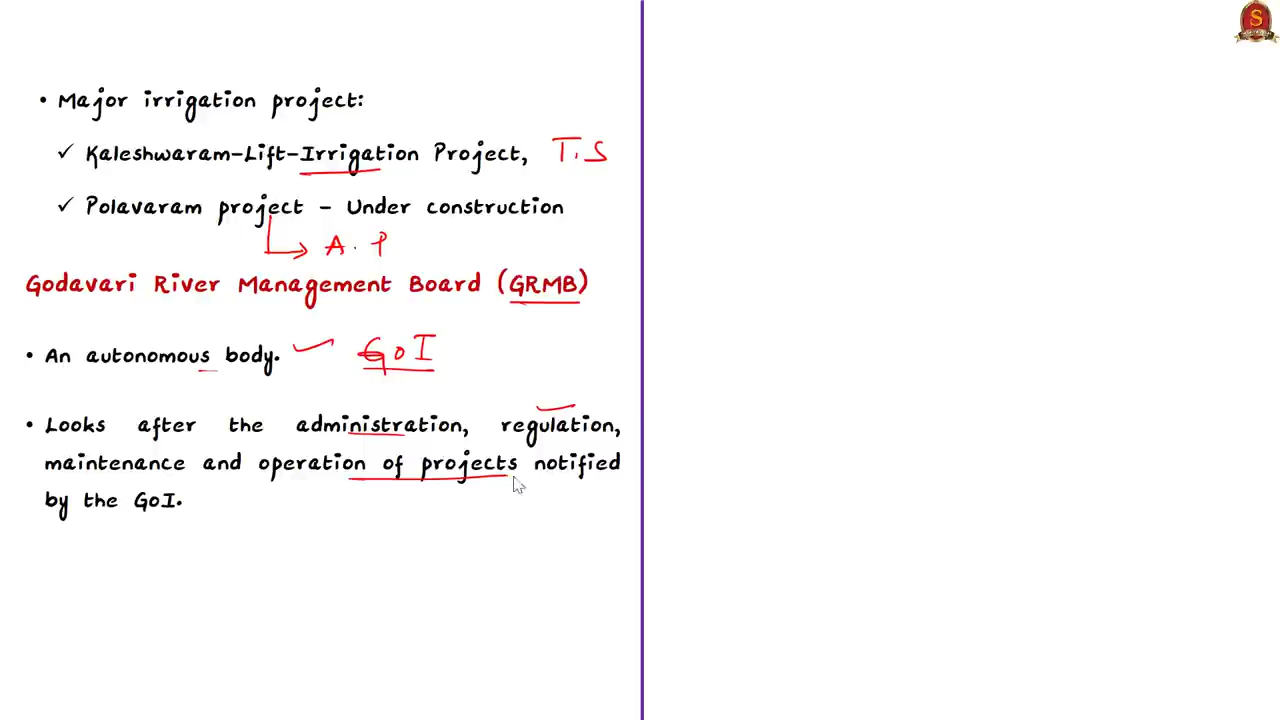 • Major irrigation project:
✓ Kaleshwaram-Lift-Irrigation Project, T.S
✓ Polavaram project - Under construction
A.P
Godavari River Management Board (GRMB)
• An autonomous body. GoI
• Looks after the administration, regulation,
maintenance and operation of projects notified
by the GoI.
S